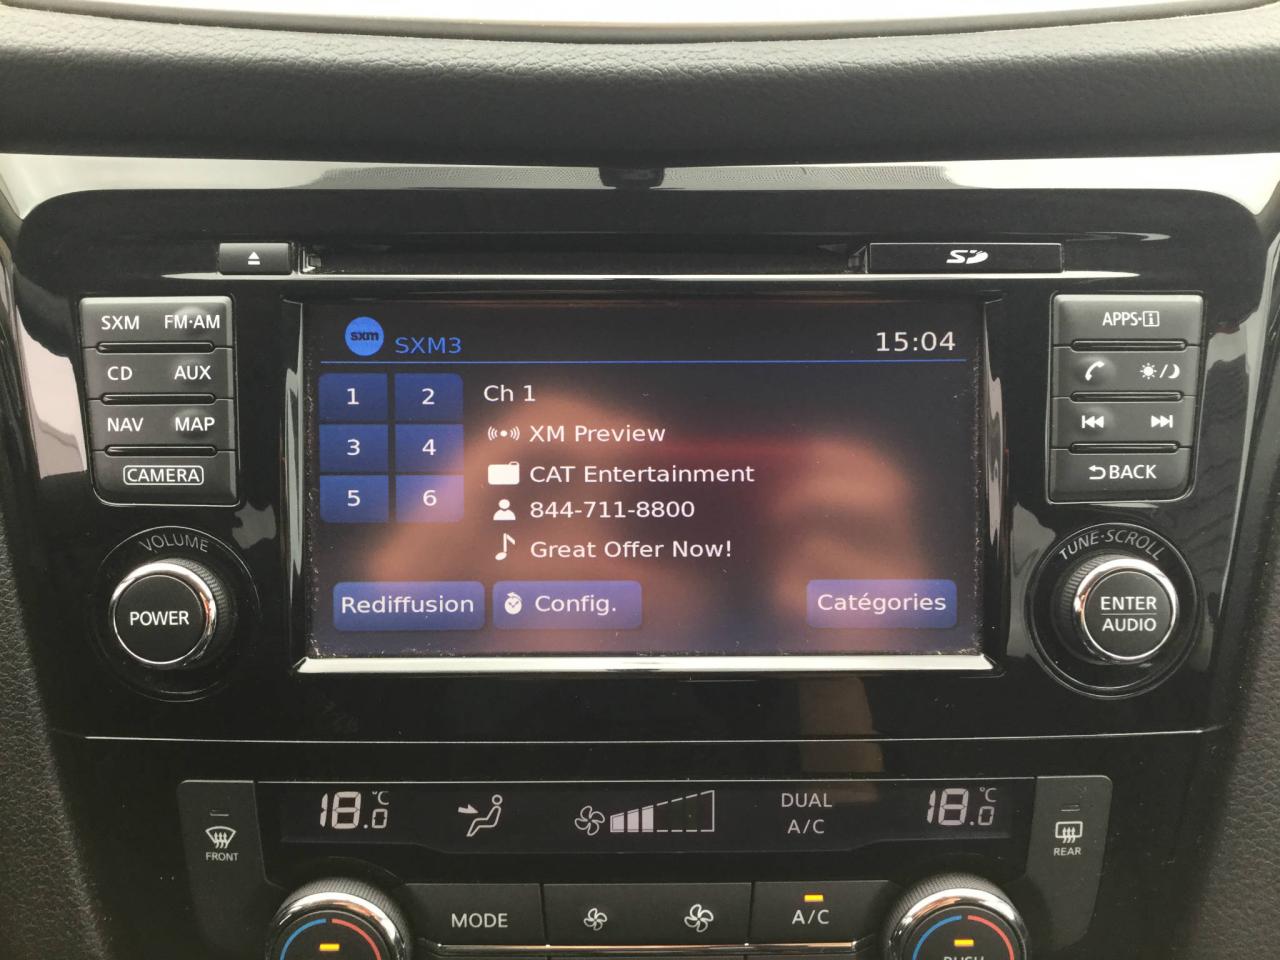 SD
SXM FM·AM
CD AUX
NAV MAP
CAMERA
VOLUME
POWER
sxm SXM3 15:04
1 2
3 4
5 6
Ch 1
XM Preview
CAT Entertainment
844-711-8800
Great Offer Now!
Rediffusion Config. Catégories
APPS·i
BACK
TUNE·SCROLL
ENTER
AUDIO
FRONT
18.0 °C
DUAL
A/C
18.0 °C
REAR
MODE
A/C
PUSH